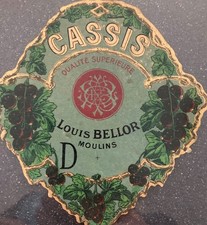 CASSIS
QUALITÉ SUPÉRIEURE
LOUIS BELLOR
MOULINS
D